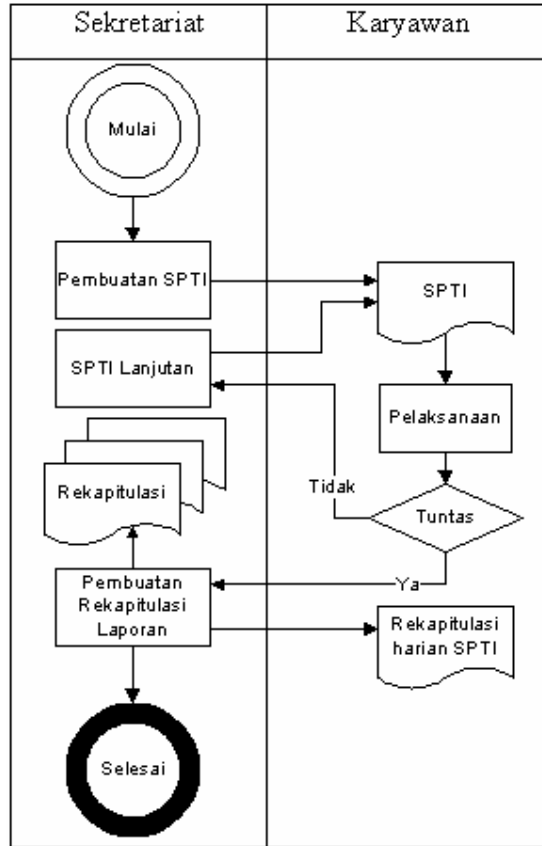 Sekretariat
Karyawan
Mulai
Pembuatan SPTI
SPTI
SPTI Lanjutan
Pelaksanaan
Rekapitulasi
Tidak
Tuntas
Ya
Pembuatan
Rekapitulasi
Laporan
Rekapitulasi
harian SPTI
Selesai